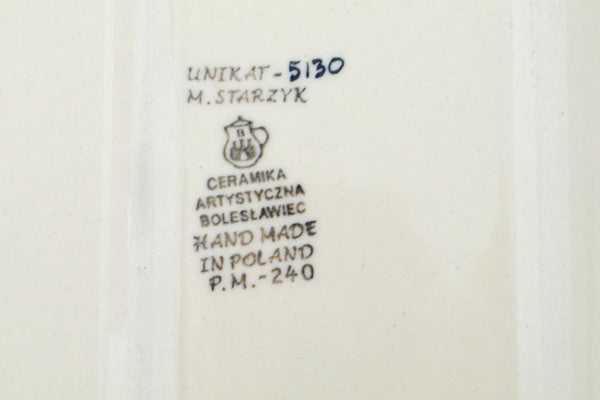 UNIKAT - 5130
M. STARZYK
B
CERAMIKA
ARTYSTYCZNA
BOLESŁAWIEC
HAND MADE
IN POLAND
P.M.-240